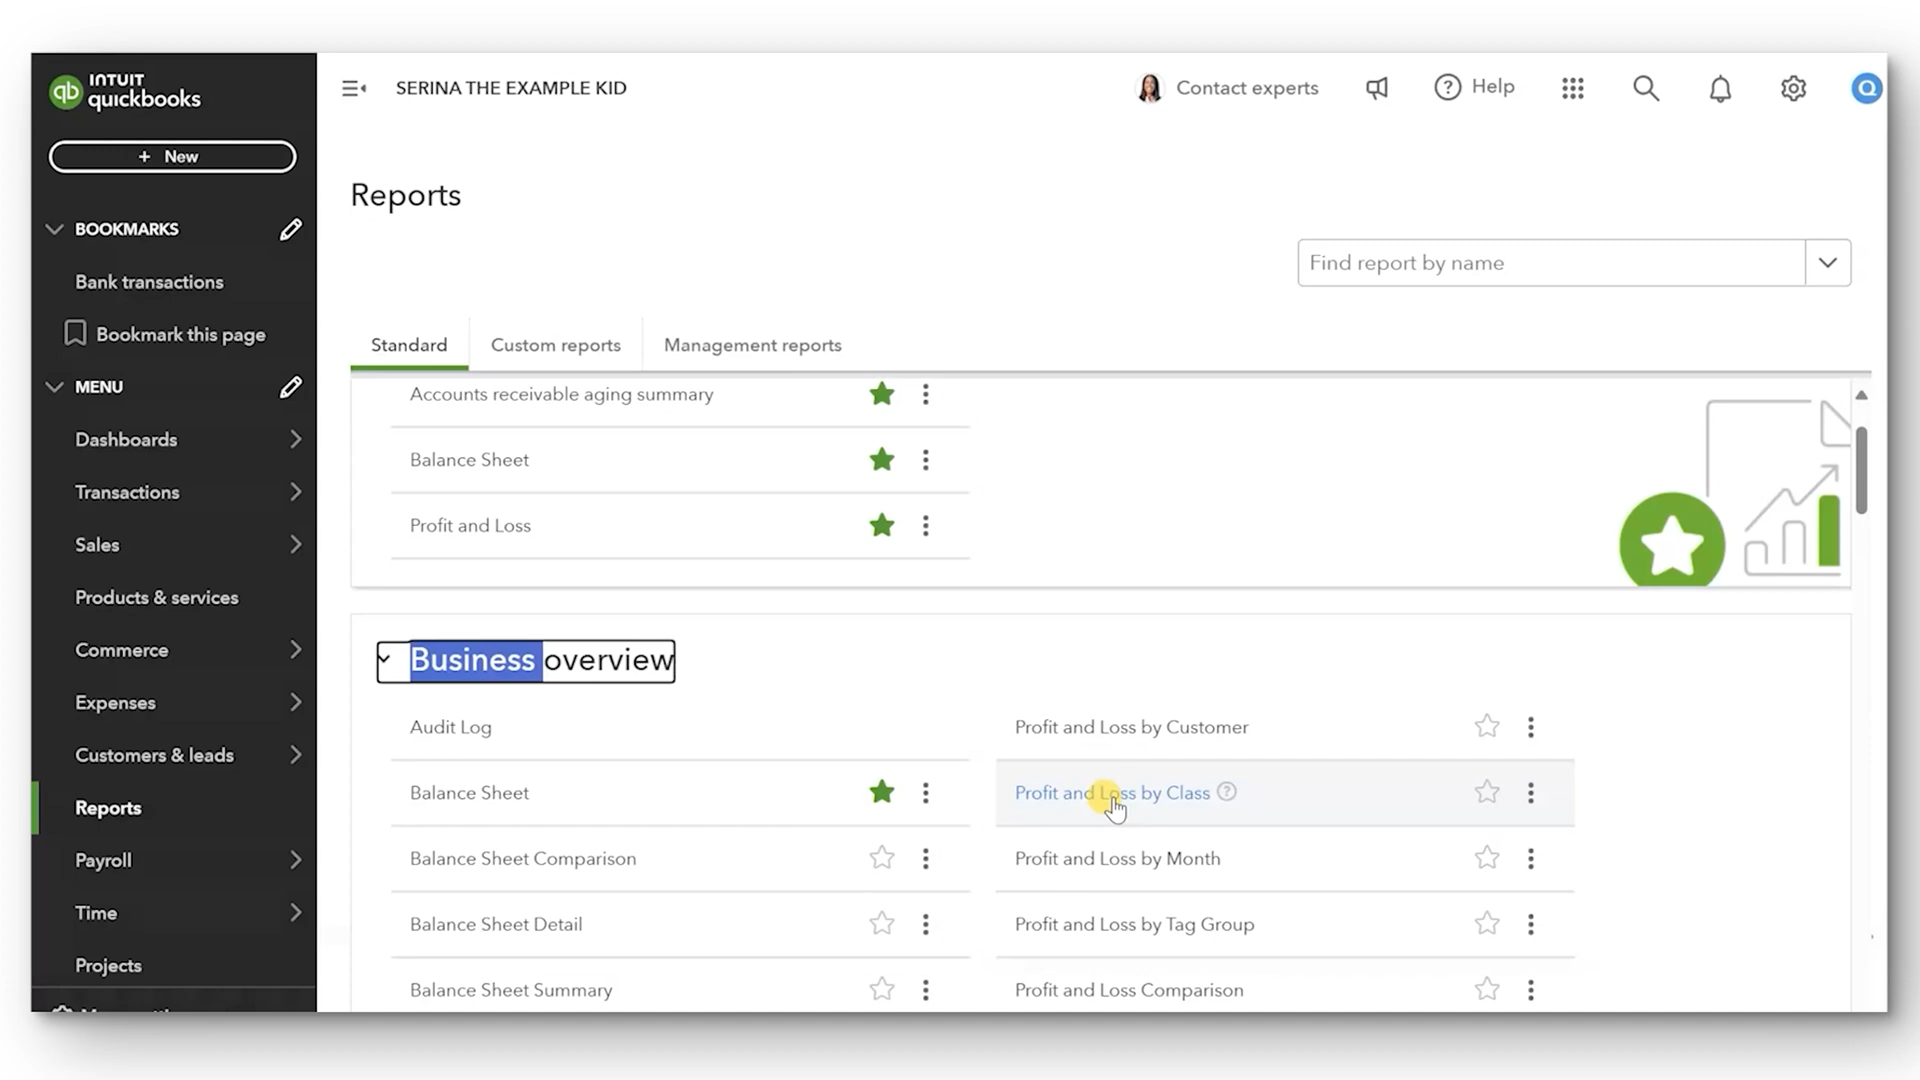 INTUIT
qb quickbooks
SERINA THE EXAMPLE KID
Contact experts
? Help
Q
+ New
BOOKMARKS
Bank transactions
Bookmark this page
MENU
Dashboards
Transactions
Sales
Products & services
Commerce
Expenses
Customers & leads
Reports
Payroll
Time
Projects
Reports
Find report by name
Standard
Custom reports
Management reports
Accounts receivable aging summary
Balance Sheet
Profit and Loss
Business overview
Audit Log
Balance Sheet
Balance Sheet Comparison
Balance Sheet Detail
Balance Sheet Summary
Profit and Loss by Customer
Profit and Loss by Class ?
Profit and Loss by Month
Profit and Loss by Tag Group
Profit and Loss Comparison